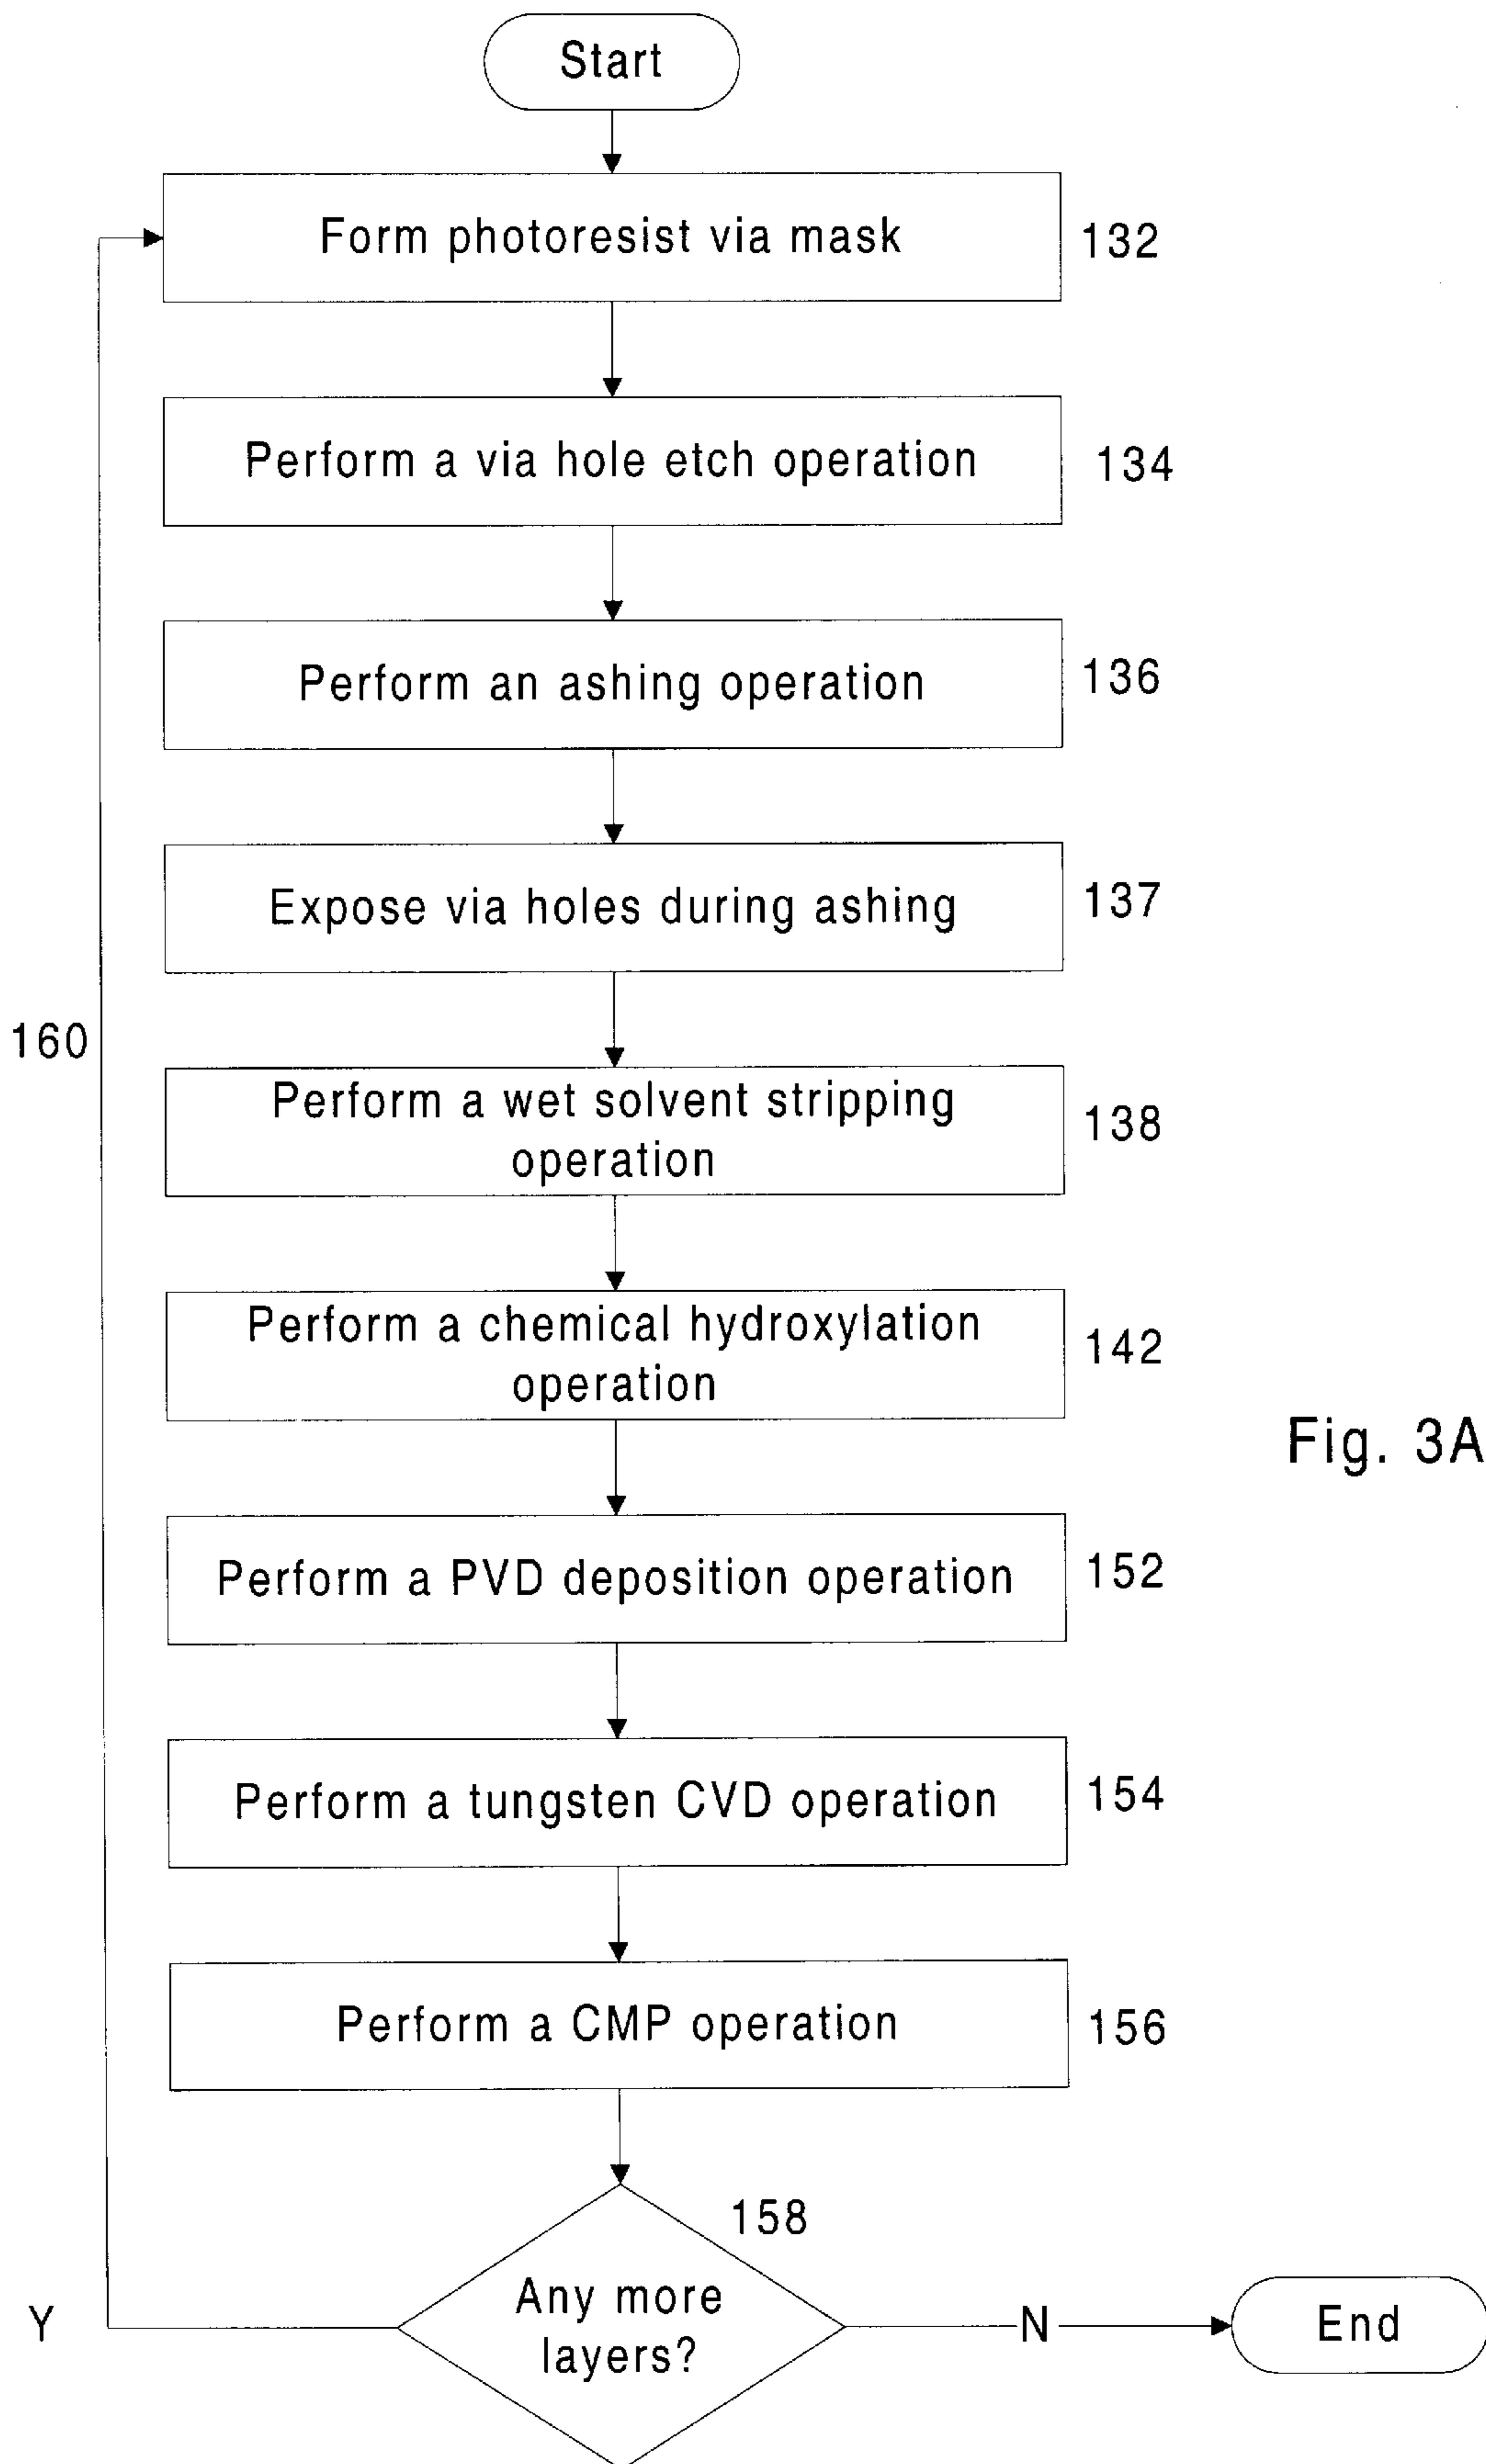 Start
Form photoresist via mask
132
Perform a via hole etch operation
134
Perform an ashing operation
136
Expose via holes during ashing
137
160
Perform a wet solvent stripping
operation
138
Perform a chemical hydroxylation
operation
142
Fig. 3A
Perform a PVD deposition operation
152
Perform a tungsten CVD operation
154
Perform a CMP operation
156
158
Any more
layers?
Y
N
End